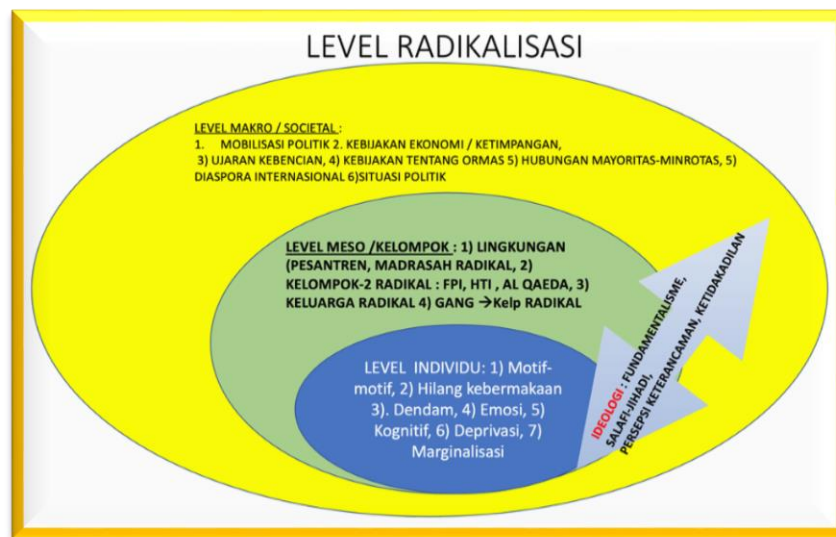 LEVEL RADIKALISASI
LEVEL MAKRO / SOCIETAL :
1. MOBILISASI POLITIK 2. KEBIJAKAN EKONOMI / KETIMPANGAN,
3) UJARAN KEBENCIAN, 4) KEBIJAKAN TENTANG ORMAS 5) HUBUNGAN MAYORITAS-MINROTAS, 5)
DIASPORA INTERNASIONAL 6)SITUASI POLITIK
LEVEL MESO /KELOMPOK : 1) LINGKUNGAN
(PESANTREN, MADRASAH RADIKAL, 2)
KELOMPOK-2 RADIKAL : FPI, HTI , AL QAEDA, 3)
KELUARGA RADIKAL 4) GANG →Kelp RADIKAL
LEVEL INDIVIDU: 1) Motif-
motif, 2) Hilang kebermakaan
3). Dendam, 4) Emosi, 5)
Kognitif, 6) Deprivasi, 7)
Marginalisasi
IDEOLOGI : FUNDAMENTALISME,
SALAFI-JIHADI,
PERSEPSI KETERANCAMAN, KETIDAKADILAN